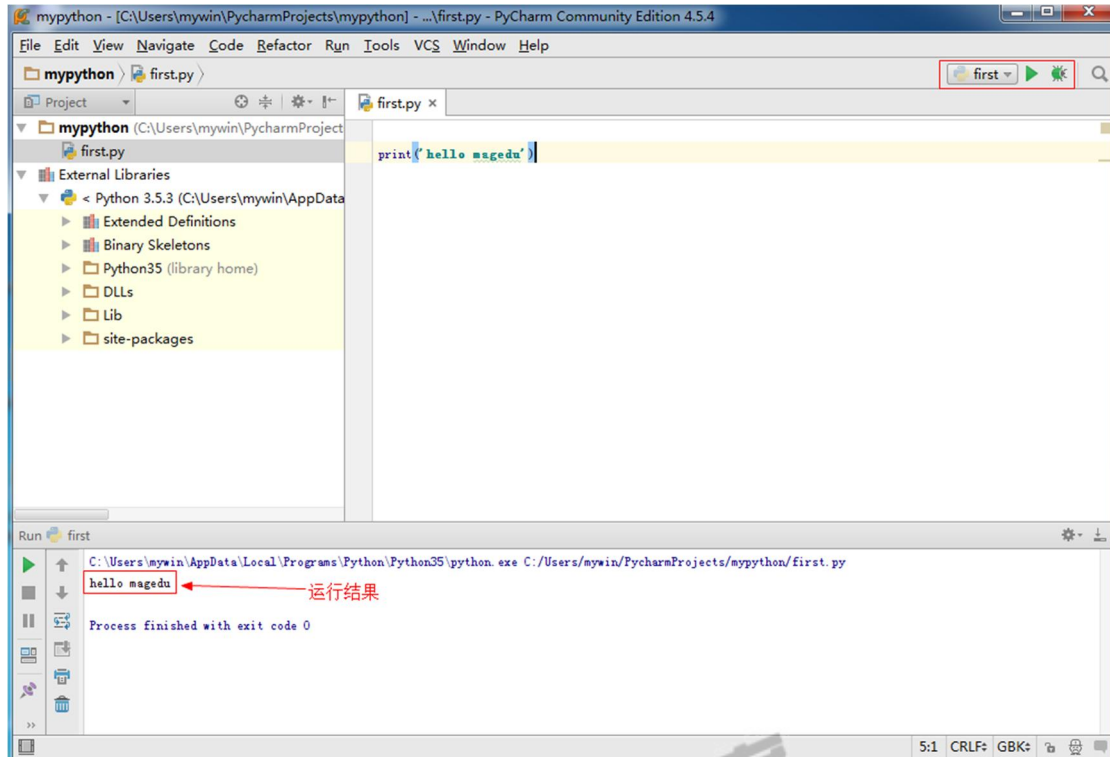 mypython - [C:\Users\mywin\PycharmProjects\mypython] - ...\first.py - PyCharm Community Edition 4.5.4
File Edit View Navigate Code Refactor Run Tools VCS Window Help
mypython first.py
first
Project
first.py ×
mypython (C:\Users\mywin\PycharmProject
first.py
External Libraries
< Python 3.5.3 (C:\Users\mywin\AppData
Extended Definitions
Binary Skeletons
Python35 (library home)
DLLs
Lib
site-packages
print('hello magedu')
Run first
C:\Users\mywin\AppData\Local\Programs\Python\Python35\python.exe C:/Users/mywin/PycharmProjects/mypython/first.py
hello magedu
运行结果
Process finished with exit code 0
5:1 CRLF GBK